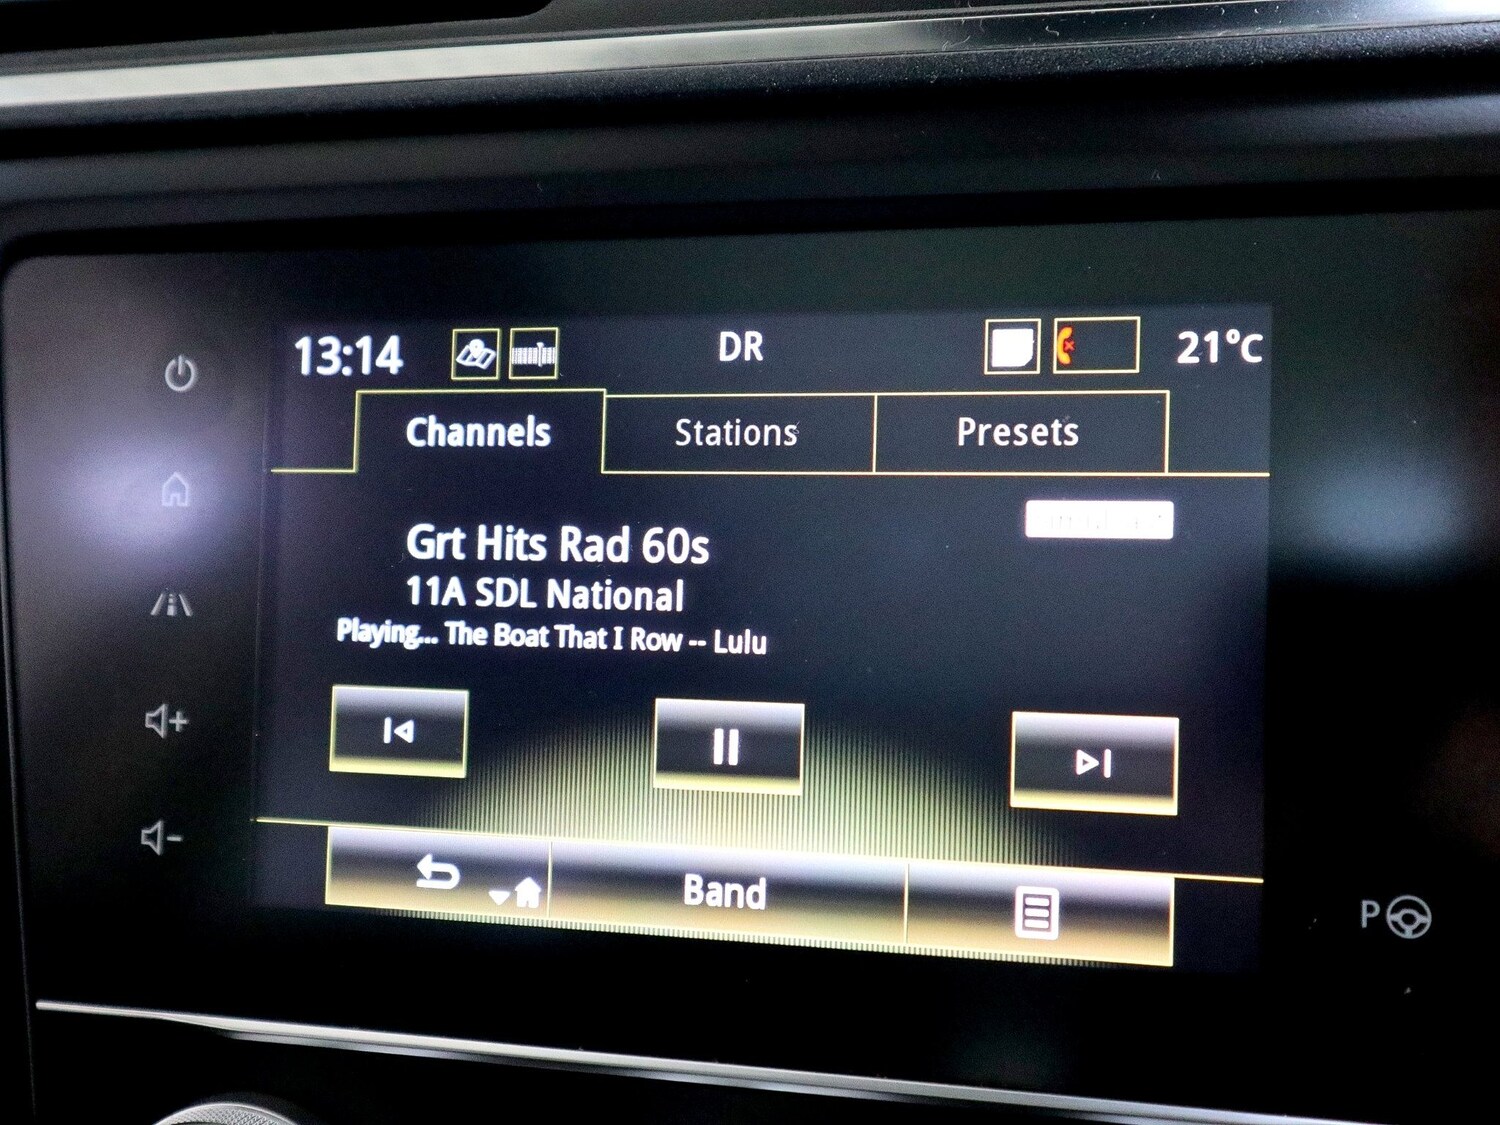 13:14 DR 21°C
Channels Stations Presets
Grt Hits Rad 60s
11A SDL National
Playing... The Boat That I Row -- Lulu
Band
P